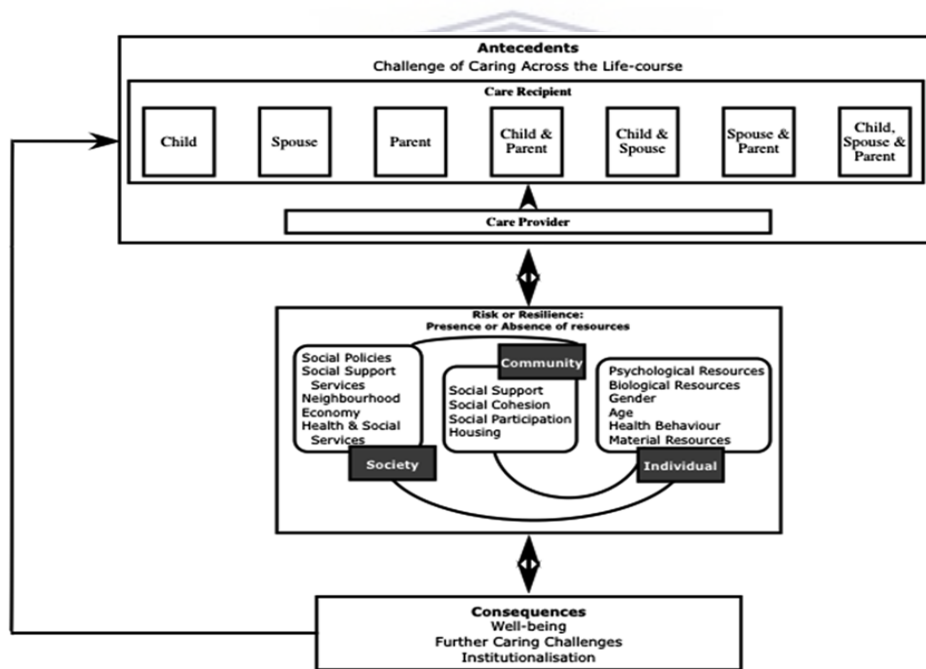 Antecedents
Challenge of Caring Across the Life-course
Care Recipient
Child
Spouse
Parent
Child &
Parent
Child &
Spouse
Spouse &
Parent
Child,
Spouse &
Parent
Care Provider
Risk or Resilience:
Presence or Absence of resources
Social Policies
Social Support
Services
Neighbourhood
Economy
Health & Social
Services
Society
Community
Social Support
Social Cohesion
Social Participation
Housing
Psychological Resources
Biological Resources
Gender
Age
Health Behaviour
Material Resources
Individual
Consequences
Well-being
Further Caring Challenges
Institutionalisation